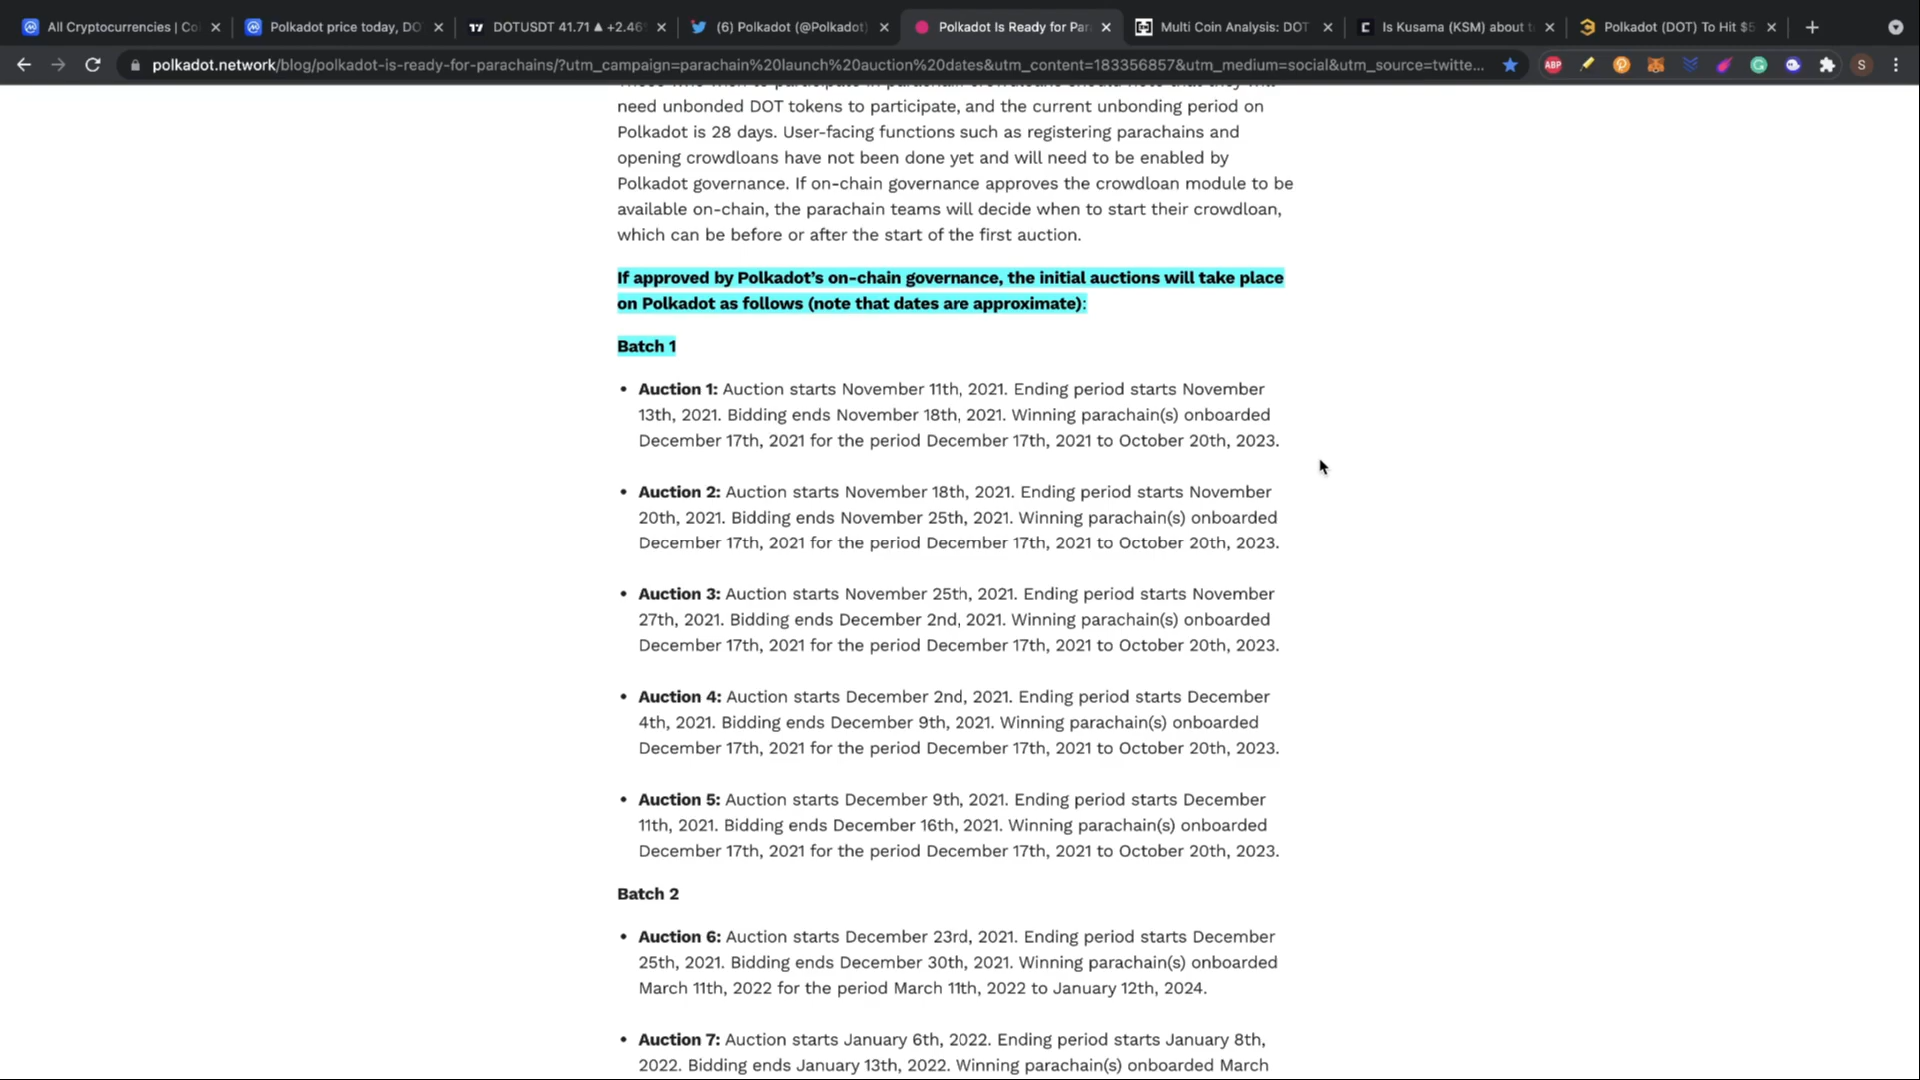 All Cryptocurrencies | Co
Polkadot price today, DO
DOTUSDT 41.71 ▲ +2.46
(6) Polkadot (@Polkadot)
Polkadot Is Ready for Par
Multi Coin Analysis: DOT
Is Kusama (KSM) about t
Polkadot (DOT) To Hit $5
polkadot.network/blog/polkadot-is-ready-for-parachains/?utm_campaign=parachain%20launch%20auction%20dates&utm_content=183356857&utm_medium=social&utm_source=twitte...
ABP
S
need unbonded DOT tokens to participate, and the current unbonding period on
Polkadot is 28 days. User-facing functions such as registering parachains and
opening crowdloans have not been done yet and will need to be enabled by
Polkadot governance. If on-chain governance approves the crowdloan module to be
available on-chain, the parachain teams will decide when to start their crowdloan,
which can be before or after the start of the first auction.
If approved by Polkadot's on-chain governance, the initial auctions will take place
on Polkadot as follows (note that dates are approximate):
Batch 1
• Auction 1: Auction starts November 11th, 2021. Ending period starts November
13th, 2021. Bidding ends November 18th, 2021. Winning parachain(s) onboarded
December 17th, 2021 for the period December 17th, 2021 to October 20th, 2023.
• Auction 2: Auction starts November 18th, 2021. Ending period starts November
20th, 2021. Bidding ends November 25th, 2021. Winning parachain(s) onboarded
December 17th, 2021 for the period December 17th, 2021 to October 20th, 2023.
• Auction 3: Auction starts November 25th, 2021. Ending period starts November
27th, 2021. Bidding ends December 2nd, 2021. Winning parachain(s) onboarded
December 17th, 2021 for the period December 17th, 2021 to October 20th, 2023.
• Auction 4: Auction starts December 2nd, 2021. Ending period starts December
4th, 2021. Bidding ends December 9th, 2021. Winning parachain(s) onboarded
December 17th, 2021 for the period December 17th, 2021 to October 20th, 2023.
• Auction 5: Auction starts December 9th, 2021. Ending period starts December
11th, 2021. Bidding ends December 16th, 2021. Winning parachain(s) onboarded
December 17th, 2021 for the period December 17th, 2021 to October 20th, 2023.
Batch 2
• Auction 6: Auction starts December 23rd, 2021. Ending period starts December
25th, 2021. Bidding ends December 30th, 2021. Winning parachain(s) onboarded
March 11th, 2022 for the period March 11th, 2022 to January 12th, 2024.
• Auction 7: Auction starts January 6th, 2022. Ending period starts January 8th,
2022. Bidding ends January 13th, 2022. Winning parachain(s) onboarded March